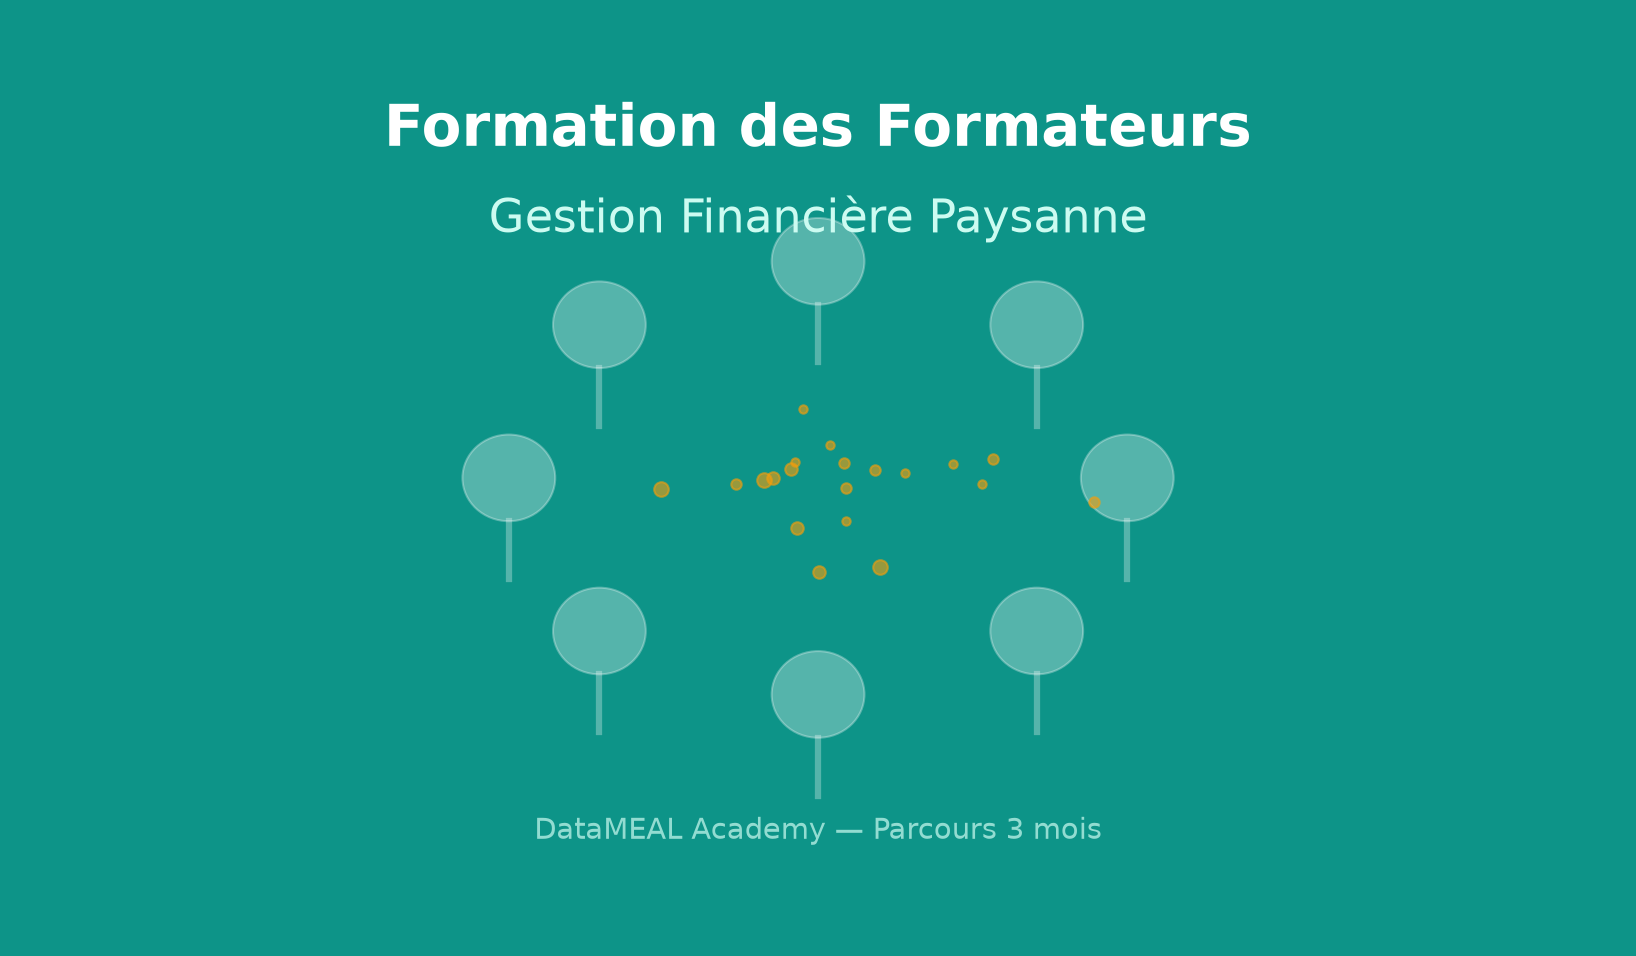 Formation des Formateurs
Gestion Financière Paysanne
DataMEAL Academy — Parcours 3 mois